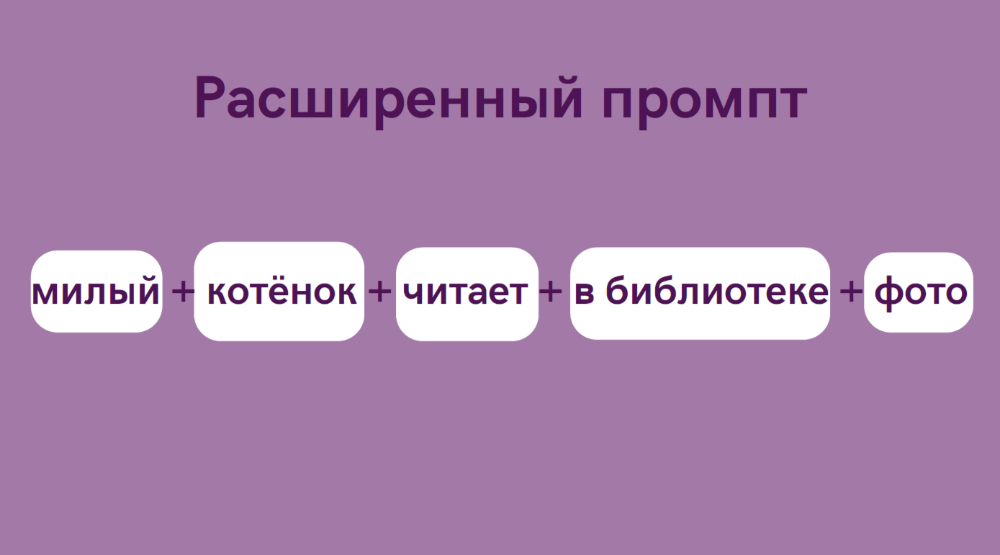 Расширенный промпт
милый + котёнок + читает + в библиотеке + фото